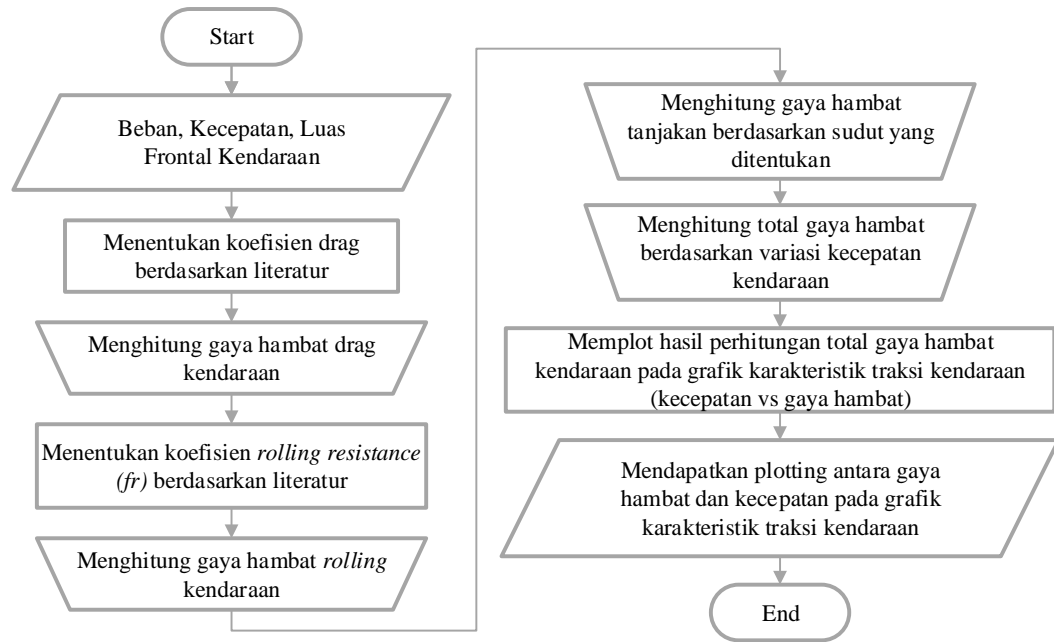 Start
Beban, Kecepatan, Luas
Frontal Kendaraan
Menentukan koefisien drag
berdasarkan literatur
Menghitung gaya hambat drag
kendaraan
Menentukan koefisien rolling resistance
(fr) berdasarkan literatur
Menghitung gaya hambat rolling
kendaraan
Menghitung gaya hambat
tanjakan berdasarkan sudut yang
ditentukan
Menghitung total gaya hambat
berdasarkan variasi kecepatan
kendaraan
Memplot hasil perhitungan total gaya hambat
kendaraan pada grafik karakteristik traksi kendaraan
(kecepatan vs gaya hambat)
Mendapatkan plotting antara gaya
hambat dan kecepatan pada grafik
karakteristik traksi kendaraan
End